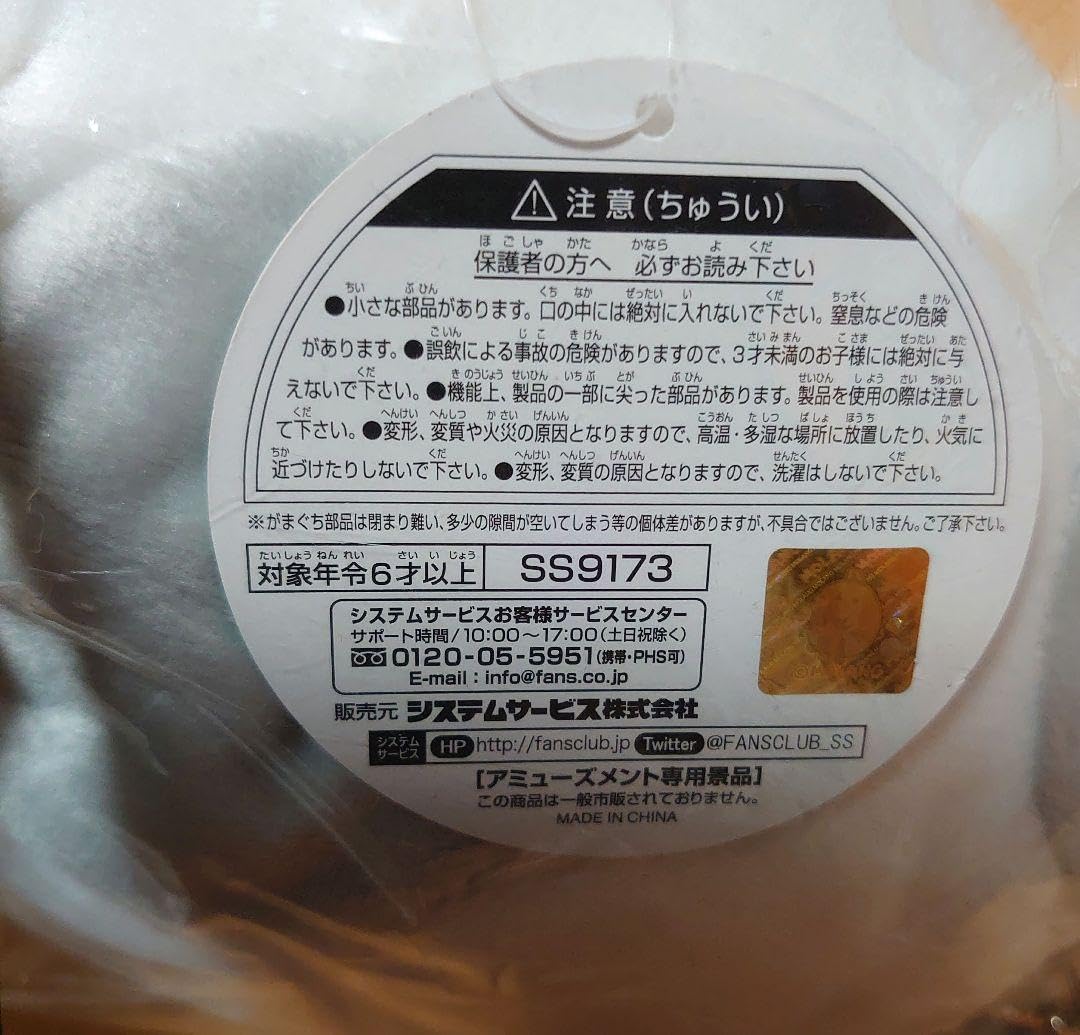 ⚠注意(ちゅうい)
保護者の方へ 必ずお読み下さい
●小さな部品があります。口の中には絶対に入れないで下さい。窒息などの危険
があります。●誤飲による事故の危険がありますので、3才未満のお子様には絶対に与
えないで下さい。●機能上、製品の一部に尖った部品があります。製品を使用の際は注意し
て下さい。●変形、変質や火災の原因となりますので、高温・多湿な場所に放置したり、火気に
近づけたりしないで下さい。●変形、変質の原因となりますので、洗濯はしないで下さい。
※がまぐち部品は閉まり難い、多少の隙間が空いてしまう等の個体差がありますが、不具合ではございません。ご了承下さい。
対象年令6才以上 SS9173
システムサービスお客様サービスセンター
サポート時間/10:00〜17:00(土日祝除く)
0120-05-5951(携帯・PHS可)
E-mail:info@fans.co.jp
販売元 システムサービス株式会社
システムサービス HP http://fansclub.jp Twitter @FANSCLUB_SS
[アミューズメント専用景品]
この商品は一般市販されておりません。
MADE IN CHINA